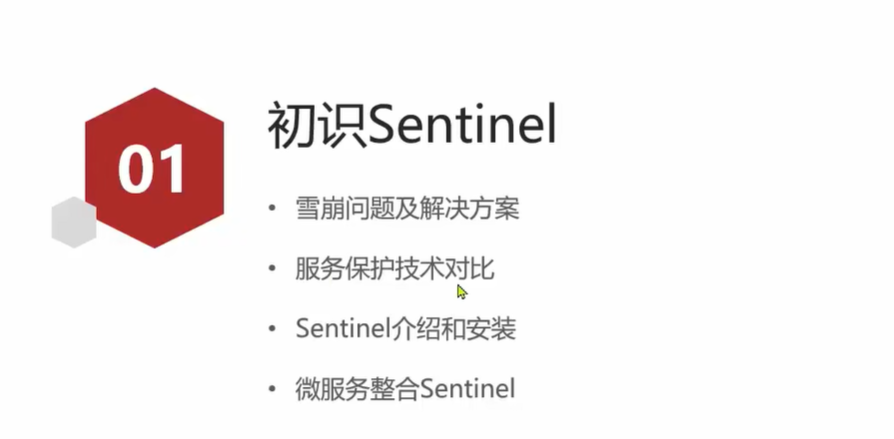 01
初识Sentinel
• 雪崩问题及解决方案
• 服务保护技术对比
• Sentinel介绍和安装
• 微服务整合Sentinel